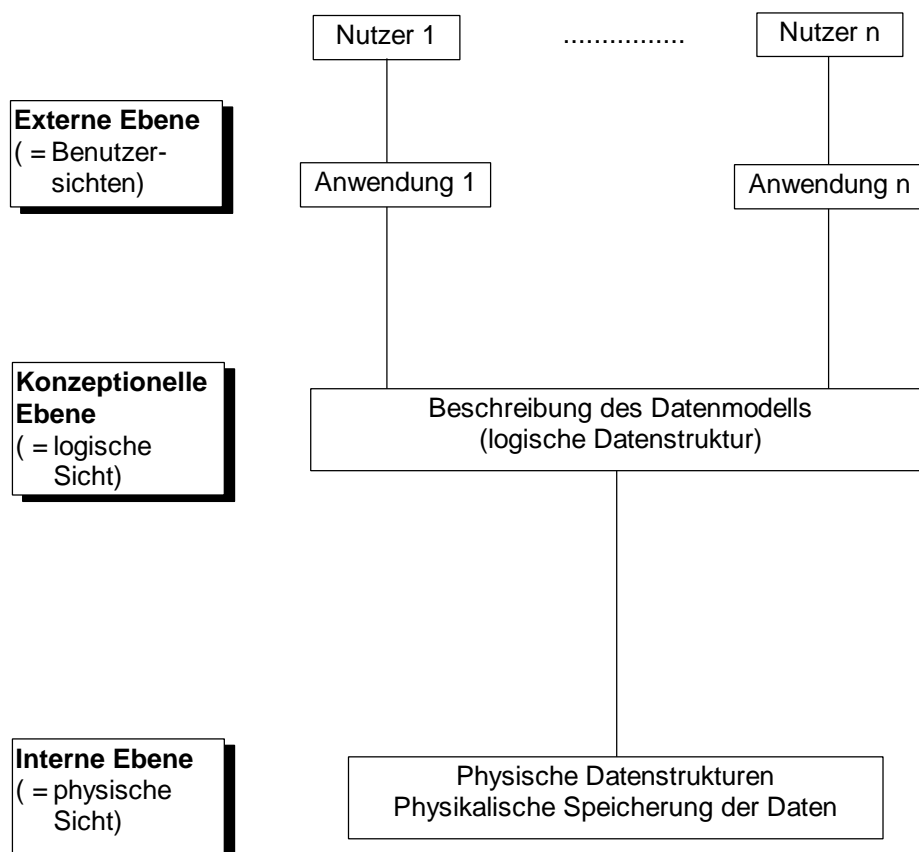 Nutzer 1
................
Nutzer n
Externe Ebene
( = Benutzer-
sichten)
Anwendung 1
Anwendung n
Konzeptionelle
Ebene
( = logische
Sicht)
Beschreibung des Datenmodells
(logische Datenstruktur)
Interne Ebene
( = physische
Sicht)
Physische Datenstrukturen
Physikalische Speicherung der Daten